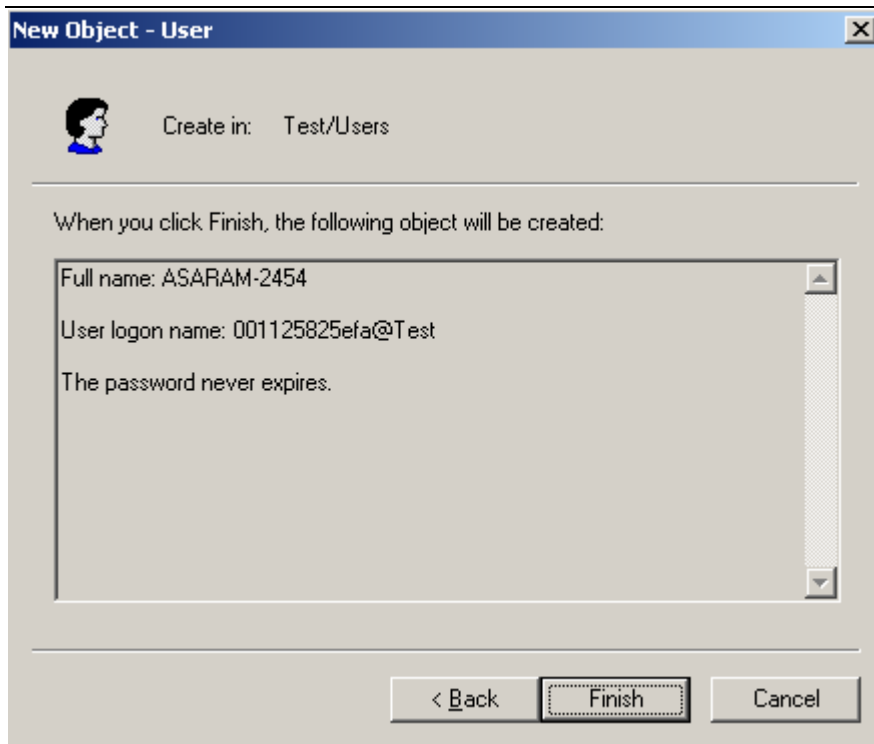 New Object - User
Create in: Test/Users
When you click Finish, the following object will be created:
Full name: ASARAM-2454
User logon name: 001125825efa@Test
The password never expires.
< Back Finish Cancel